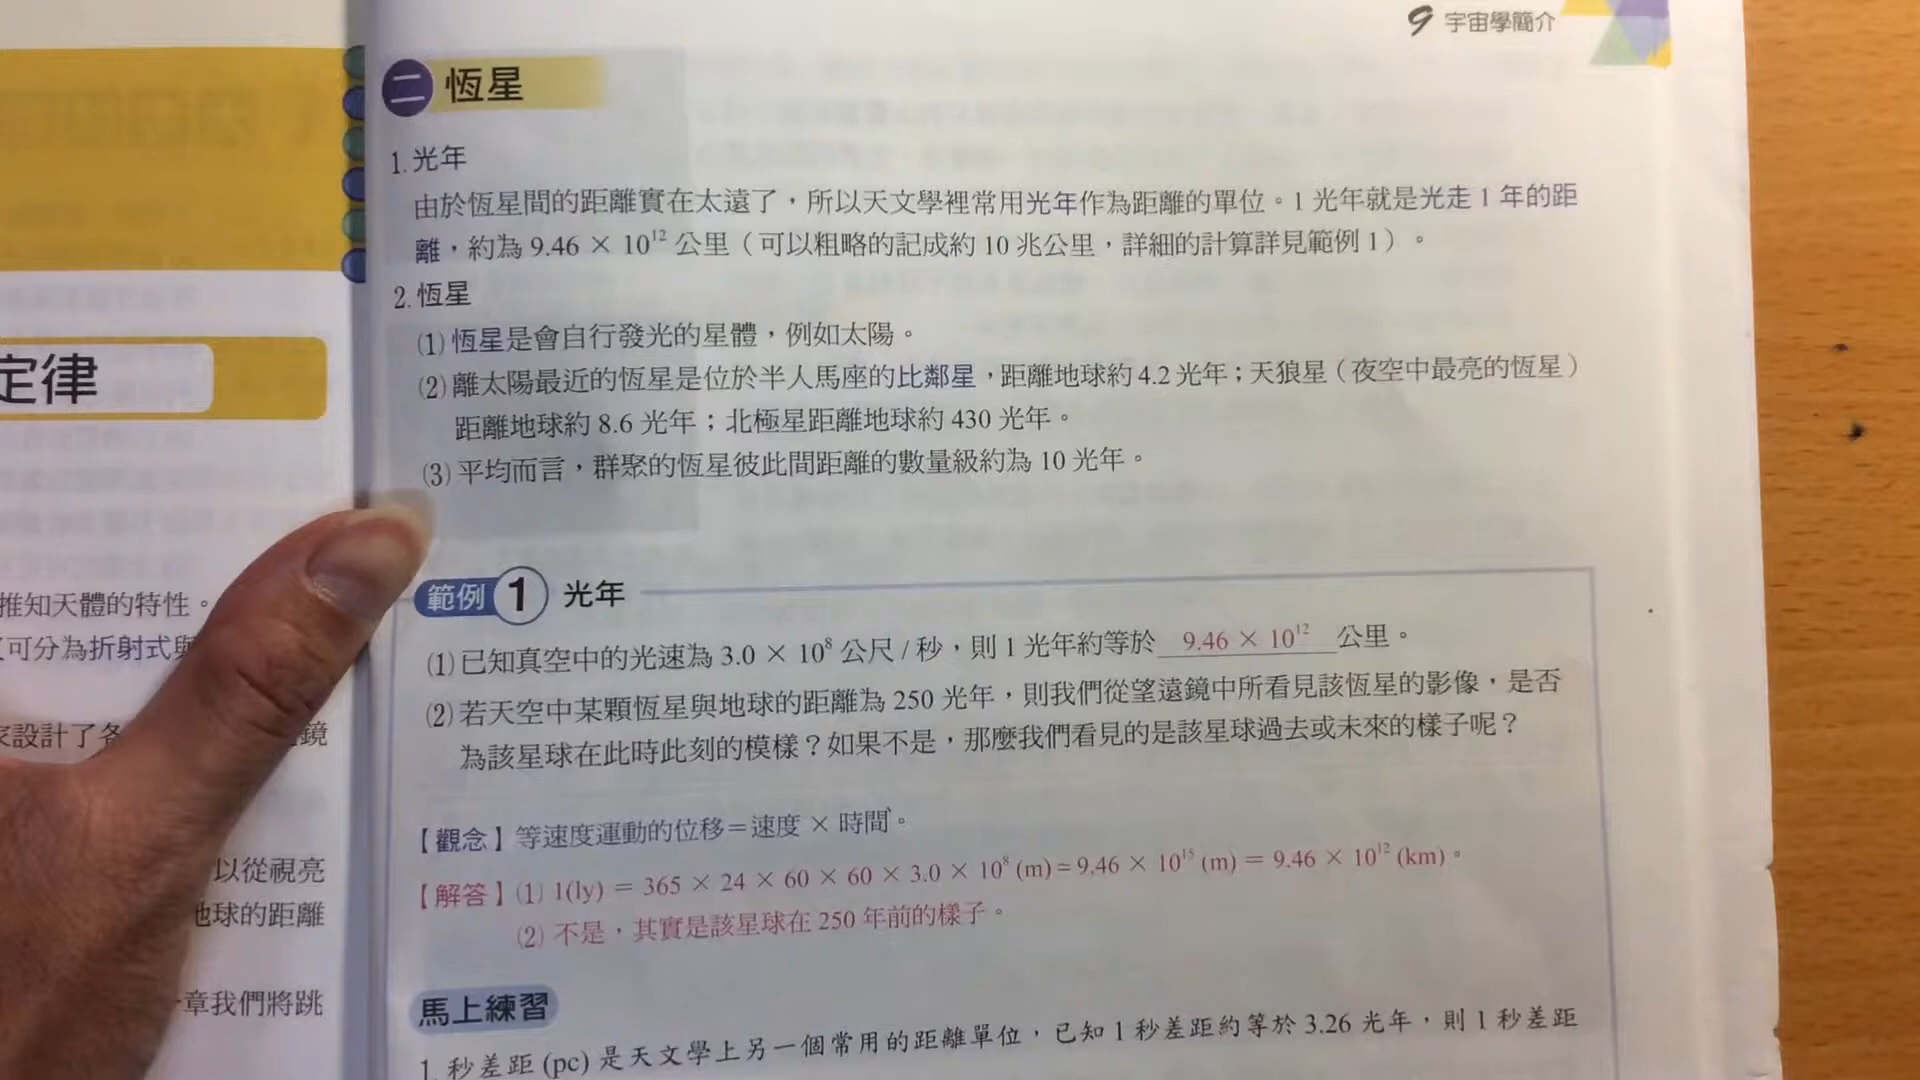 9 宇宙學簡介
二 恆星
1. 光年
由於恆星間的距離實在太遠了，所以天文學裡常用光年作為距離的單位。1 光年就是光走 1 年的距
離，約為 9.46 × 10¹² 公里（可以粗略的記成約 10 兆公里，詳細的計算詳見範例 1）。
2. 恆星
(1) 恆星是會自行發光的星體，例如太陽。
(2) 離太陽最近的恆星是位於半人馬座的比鄰星，距離地球約 4.2 光年；天狼星（夜空中最亮的恆星）
距離地球約 8.6 光年；北極星距離地球約 430 光年。
(3) 平均而言，群聚的恆星彼此間距離的數量級約為 10 光年。
範例 1 光年
(1) 已知真空中的光速為 3.0 × 10⁸ 公尺 / 秒，則 1 光年約等於 9.46 × 10¹² 公里。
(2) 若天空中某顆恆星與地球的距離為 250 光年，則我們從望遠鏡中所看見該恆星的影像，是否
為該星球在此時此刻的模樣？如果不是，那麼我們看見的是該星球過去或未來的樣子呢？
【觀念】等速度運動的位移＝速度 × 時間。
【解答】(1) 1(ly) = 365 × 24 × 60 × 60 × 3.0 × 10⁸ (m) = 9.46 × 10¹⁵ (m) = 9.46 × 10¹² (km)。
(2) 不是，其實是該星球在 250 年前的樣子。
馬上練習
1. 秒差距 (pc) 是天文學上另一個常用的距離單位，已知 1 秒差距約等於 3.26 光年，則 1 秒差距
定律
推知天體的特性。
可分為折射式與
家設計了各
鏡
以從視亮
地球的距離
章我們將跳